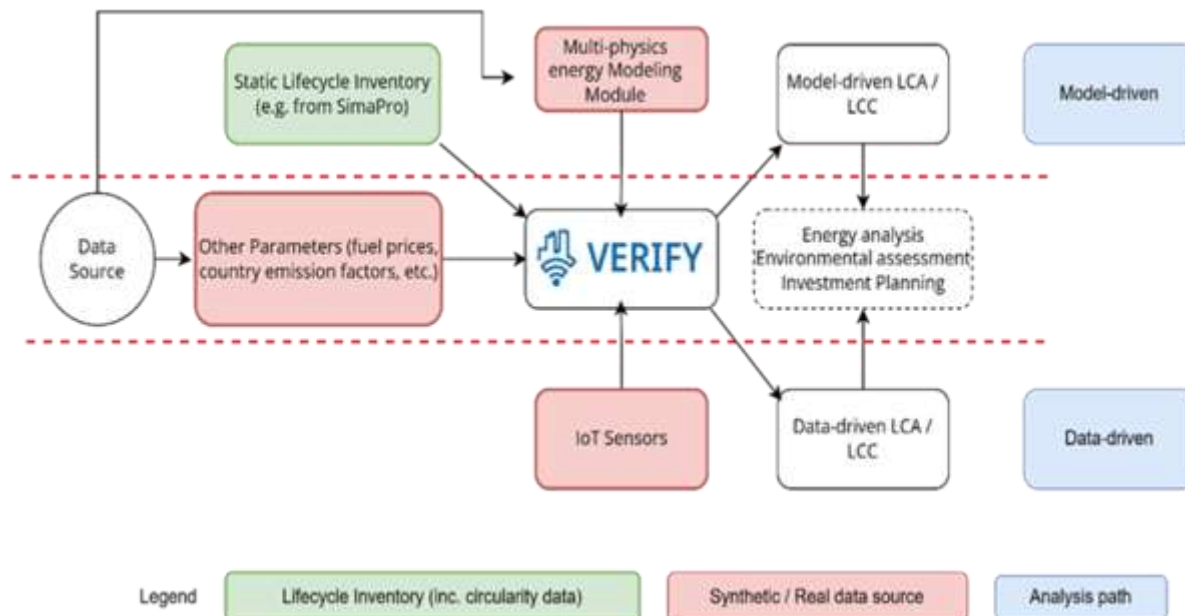 Static Lifecycle Inventory
(e.g. from SimaPro)
Multi-physics
energy Modeling
Module
Model-driven LCA /
LCC
Model-driven
Data
Source
Other Parameters (fuel prices,
country emission factors, etc.)
VERIFY
Energy analysis
Environmental assessment
Investment Planning
IoT Sensors
Data-driven LCA /
LCC
Data-driven
Legend
Lifecycle Inventory (inc. circularity data)
Synthetic / Real data source
Analysis path